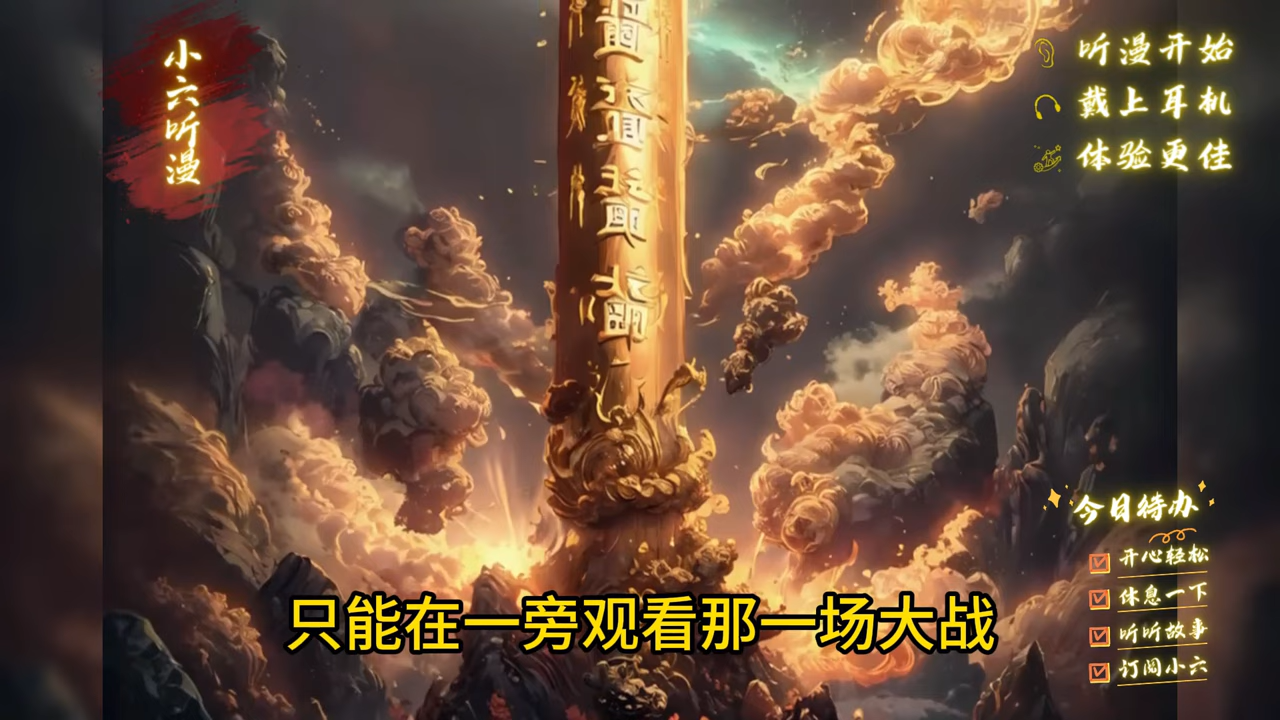 小六听漫
听漫开始
戴上耳机
体验更佳
今日待办
开心轻松
休息一下
听听故事
订阅小六
只能在一旁观看那一场大战